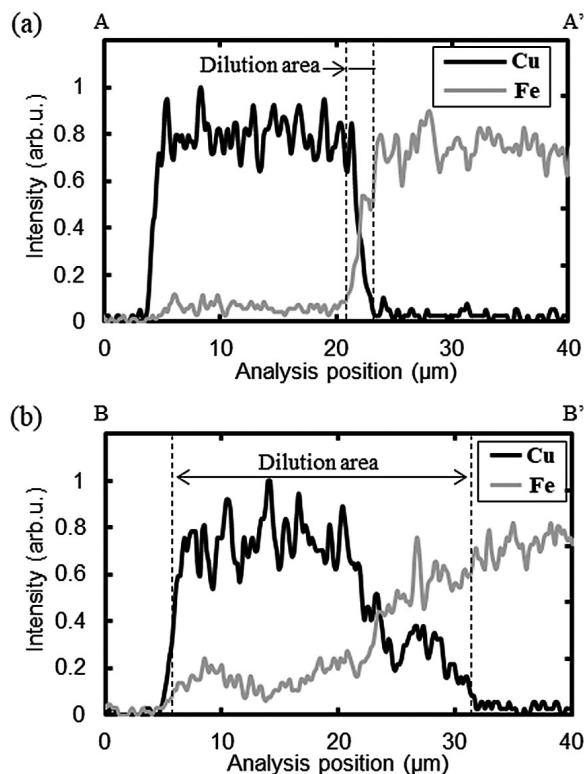 (a)
A
A'
Dilution area
Cu
Fe
Intensity (arb.u.)
1
0.8
0.6
0.4
0.2
0
0
10
20
30
40
Analysis position (µm)
(b)
B
B'
Dilution area
Cu
Fe
Intensity (arb.u.)
1
0.8
0.6
0.4
0.2
0
0
10
20
30
40
Analysis position (µm)